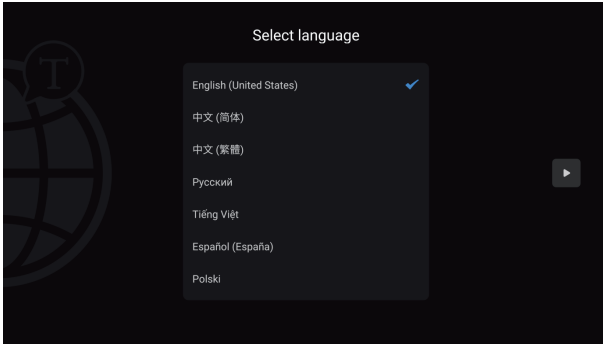 Select language
T
English (United States)
中文 (简体)
中文 (繁體)
Русский
Tiếng Việt
Español (España)
Polski